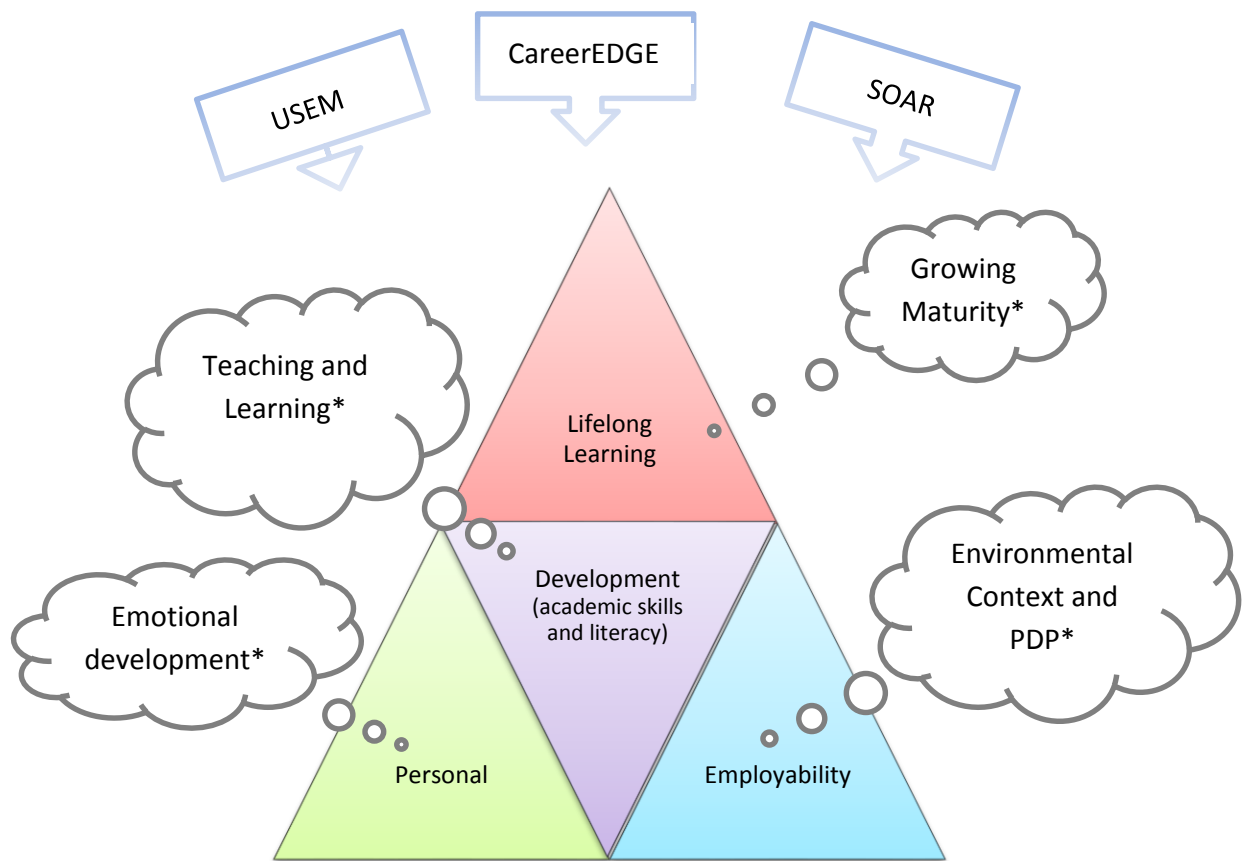 USEM
CareerEDGE
SOAR
Growing
Maturity*
Teaching and
Learning*
Lifelong
Learning
Environmental
Context and
PDP*
Development
(academic skills
and literacy)
Emotional
development*
Personal
Employability